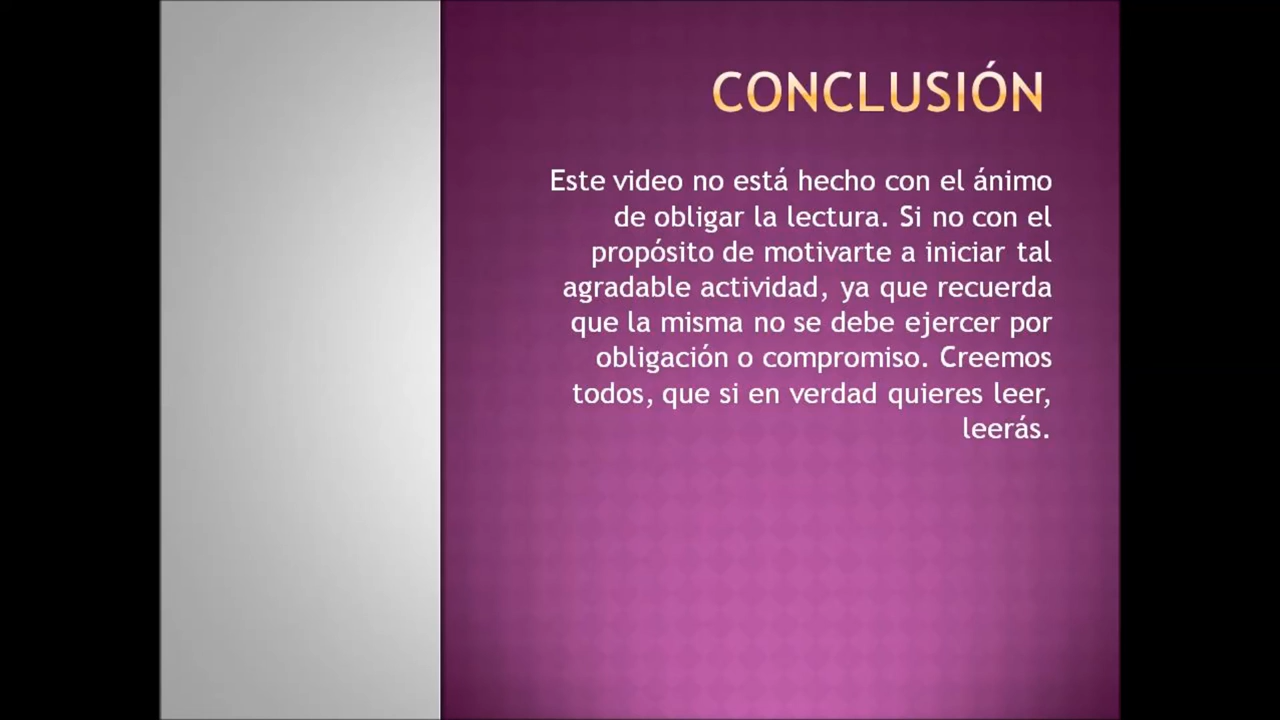 CONCLUSIÓN
Este video no está hecho con el ánimo
de obligar la lectura. Si no con el
propósito de motivarte a iniciar tal
agradable actividad, ya que recuerda
que la misma no se debe ejercer por
obligación o compromiso. Creemos
todos, que si en verdad quieres leer,
leerás.